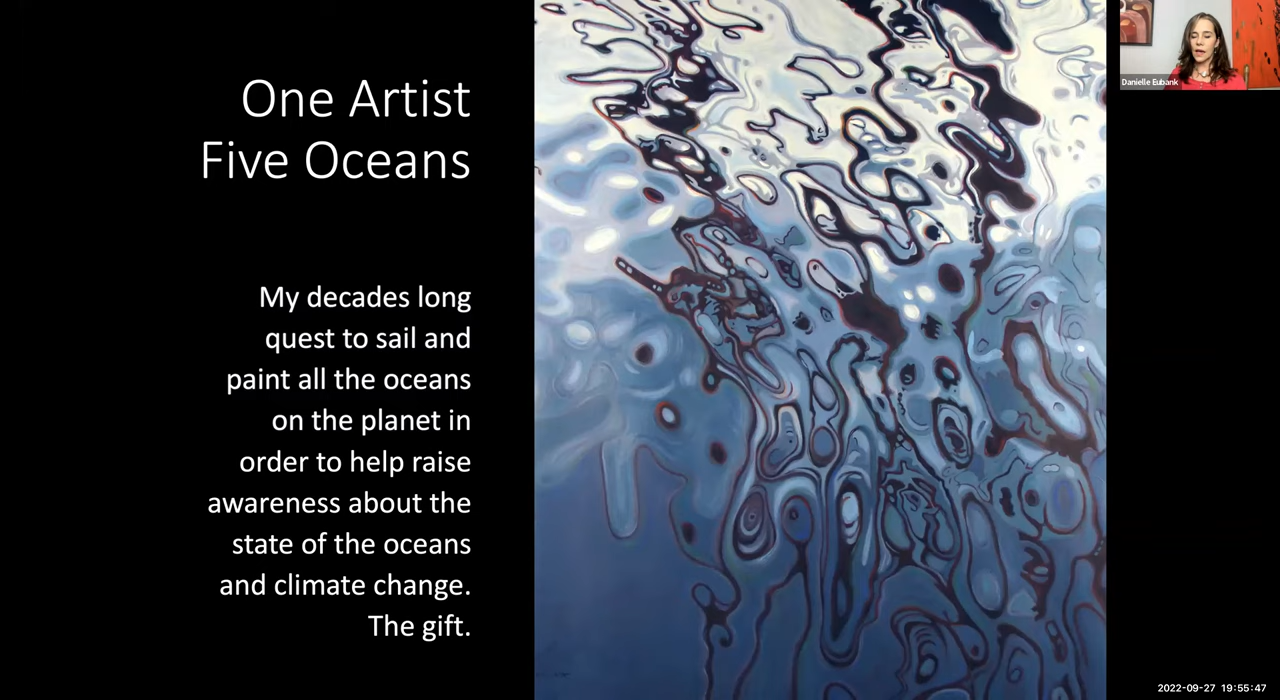 One Artist
Five Oceans
My decades long
quest to sail and
paint all the oceans
on the planet in
order to help raise
awareness about the
state of the oceans
and climate change.
The gift.
Danielle Eubank
2022-09-27 19:55:47